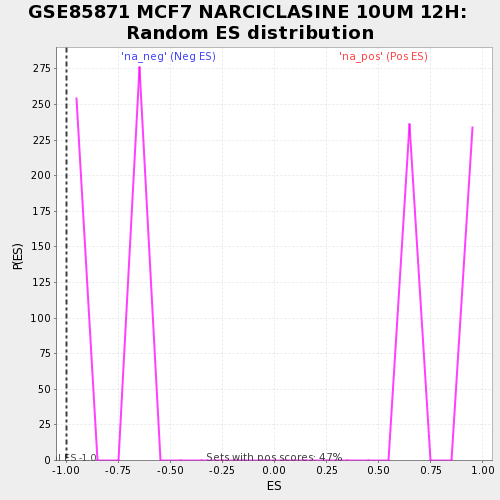 GSE85871 MCF7 NARCICLASINE 10UM 12H:
Random ES distribution
'na_neg' (Neg ES) 'na_pos' (Pos ES)
275
250
225
200
175
150
125
100
75
50
25
0
P(ES)
ES -1.0
Sets with pos scores: 47%
-1.00 -0.75 -0.50 -0.25 0.00 0.25 0.50 0.75 1.00
ES